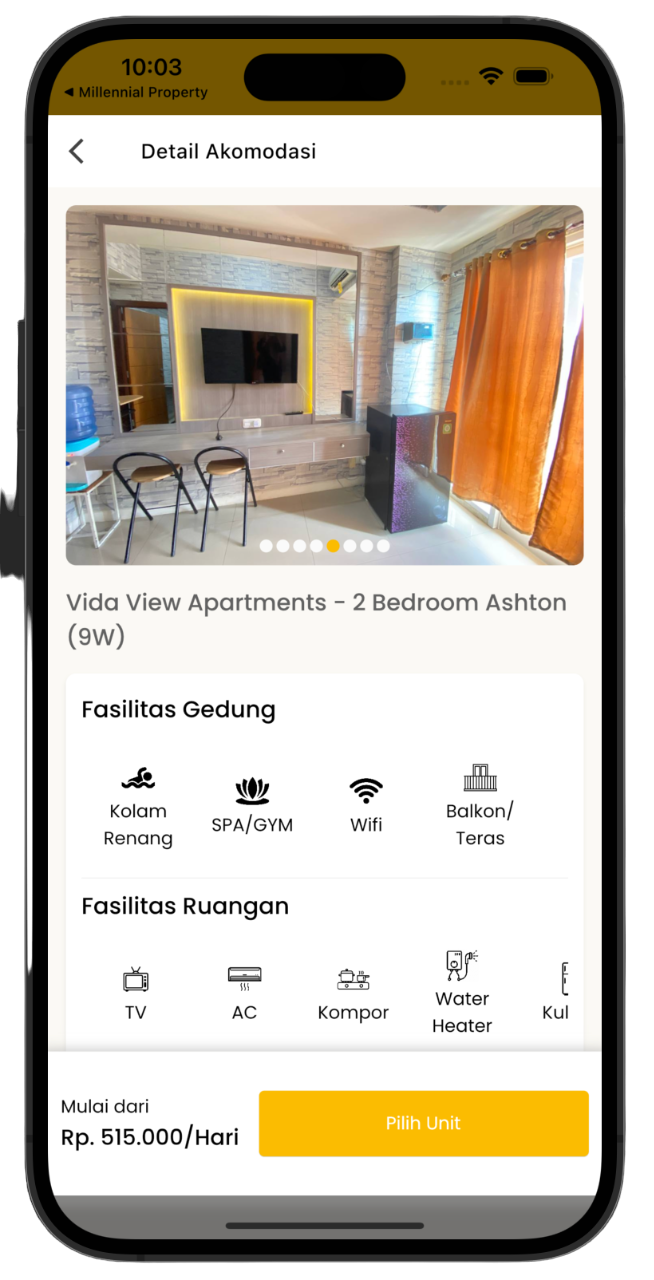 10:03
◀ Millennial Property
Detail Akomodasi
Vida View Apartments - 2 Bedroom Ashton
(9W)
Fasilitas Gedung
Kolam
Renang
SPA/GYM
Wifi
Balkon/
Teras
Fasilitas Ruangan
TV
AC
Kompor
Water
Heater
Kul
Mulai dari
Rp. 515.000/Hari
Pilih Unit